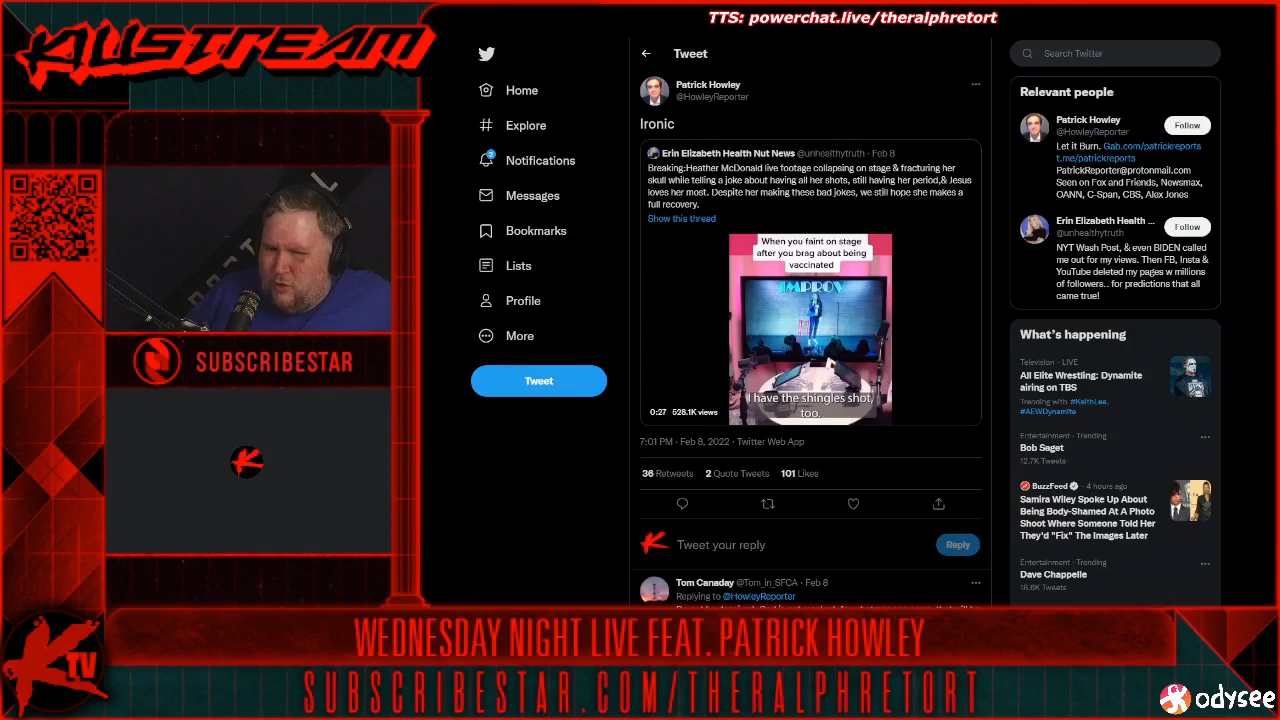 TTS: powerchat.live/theralphretort
KILLSTREAM
SUBSCRIBESTAR
Home
Explore
2
Notifications
Messages
Bookmarks
Lists
Profile
More
Tweet
Tweet
Patrick Howley
@HowleyReporter
Ironic
Erin Elizabeth Health Nut News @unhealthytruth · Feb 8
Breaking:Heather McDonald live footage collapsing on stage & fracturing her
skull while telling a joke about having all her shots, still having her period,& Jesus
loves her most. Despite her making these bad jokes, we still hope she makes a
full recovery.
Show this thread
When you faint on stage
after you brag about being
vaccinated
IMPROV
I have the shingles shot,
too.
0:27 528.1K views
7:01 PM · Feb 8, 2022 · Twitter Web App
36 Retweets 2 Quote Tweets 101 Likes
Tweet your reply
Reply
Tom Canaday @Tom_in_SFCA · Feb 8
Replying to @HowleyReporter
Search Twitter
Relevant people
Patrick Howley
@HowleyReporter
Follow
Let it Burn. Gab.com/patrickreports
t.me/patrickreports
PatrickReporter@protonmail.com
Seen on Fox and Friends, Newsmax,
OANN, C-Span, CBS, Alex Jones
Erin Elizabeth Health ...
@unhealthytruth
Follow
NYT Wash Post, & even BIDEN called
me out for my views. Then FB, Insta &
YouTube deleted my pages w millions
of followers.. for predictions that all
came true!
What's happening
Television · LIVE
All Elite Wrestling: Dynamite
airing on TBS
Trending with #KeithLee,
#AEWDynamite
Entertainment · Trending
Bob Saget
12.7K Tweets
BuzzFeed · 4 hours ago
Samira Wiley Spoke Up About
Being Body-Shamed At A Photo
Shoot Where Someone Told Her
They'd "Fix" The Images Later
Entertainment · Trending
Dave Chappelle
18.6K Tweets
K TV
WEDNESDAY NIGHT LIVE FEAT. PATRICK HOWLEY
SUBSCRIBESTAR.COM/THERALPHRETORT
odysee